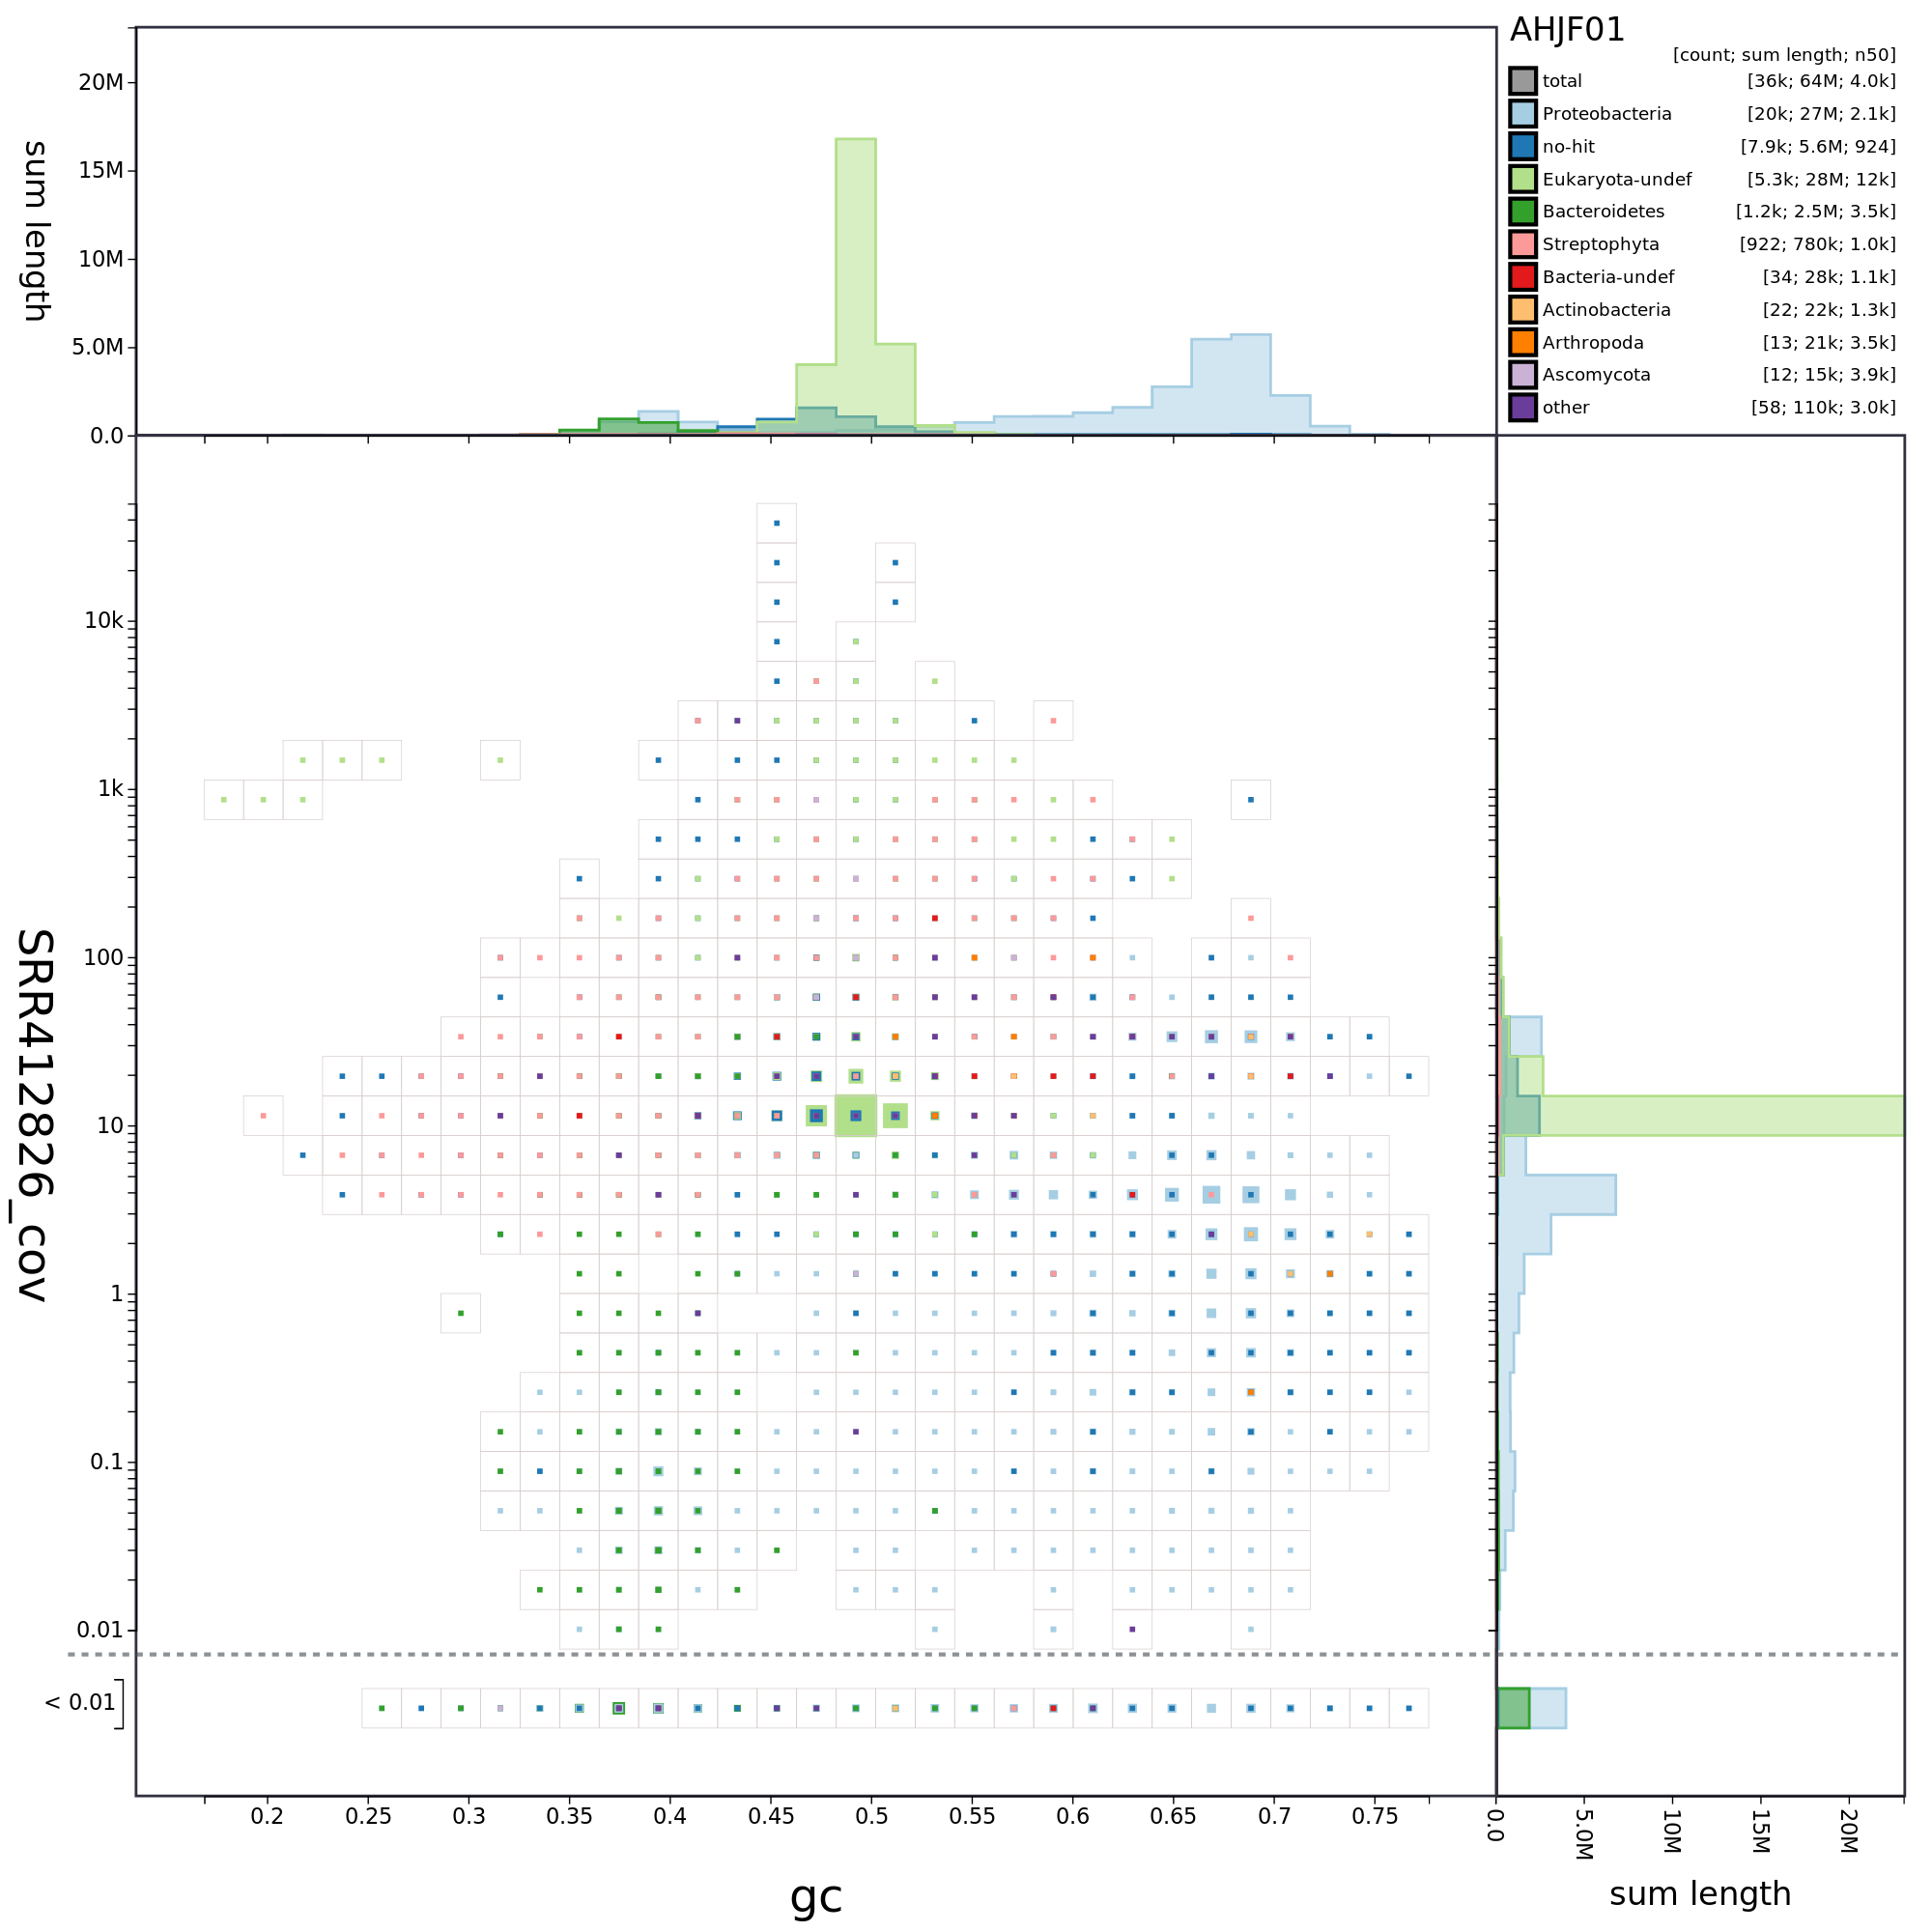 AHJF01
[count; sum length; n50]
total [36k; 64M; 4.0k]
Proteobacteria [20k; 27M; 2.1k]
no-hit [7.9k; 5.6M; 924]
Eukaryota-undef [5.3k; 28M; 12k]
Bacteroidetes [1.2k; 2.5M; 3.5k]
Streptophyta [922; 780k; 1.0k]
Bacteria-undef [34; 28k; 1.1k]
Actinobacteria [22; 22k; 1.3k]
Arthropoda [13; 21k; 3.5k]
Ascomycota [12; 15k; 3.9k]
other [58; 110k; 3.0k]
sum length
20M
15M
10M
5.0M
0.0
SRR412826_cov
10k
1k
100
10
1
0.1
0.01
< 0.01
0.2 0.25 0.3 0.35 0.4 0.45 0.5 0.55 0.6 0.65 0.7 0.75
gc
0.0 5.0M 10M 15M 20M
sum length